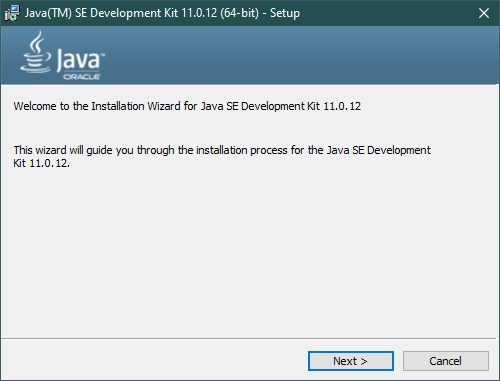 Java(TM) SE Development Kit 11.0.12 (64-bit) - Setup
Java™
ORACLE
Welcome to the Installation Wizard for Java SE Development Kit 11.0.12
This wizard will guide you through the installation process for the Java SE Development
Kit 11.0.12.
Next >
Cancel